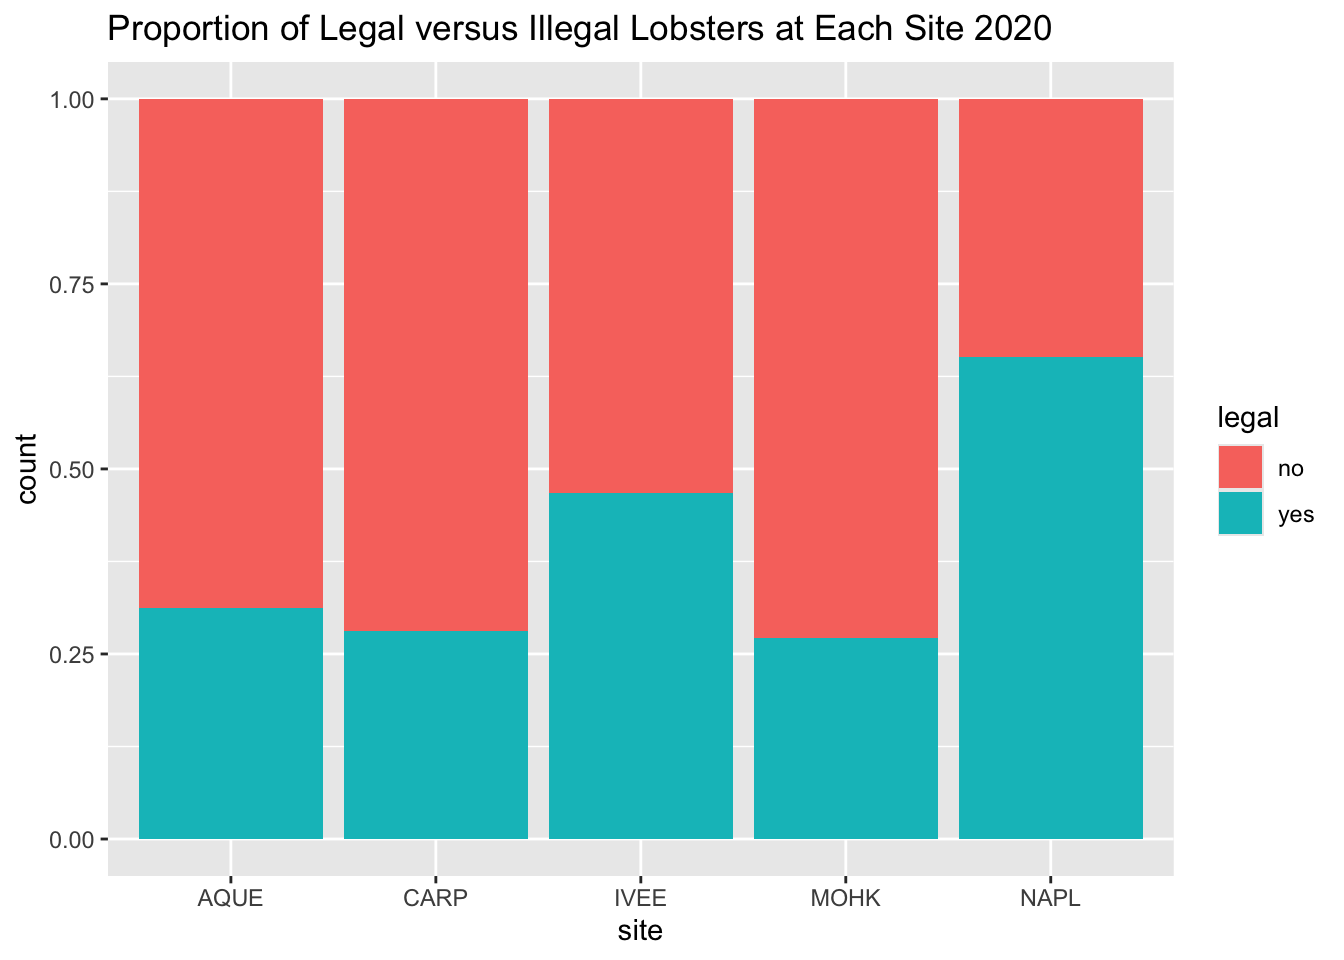 Proportion of Legal versus Illegal Lobsters at Each Site 2020
1.00
0.75
0.50
0.25
0.00
count
AQUE CARP IVEE MOHK NAPL
site
legal
no
yes